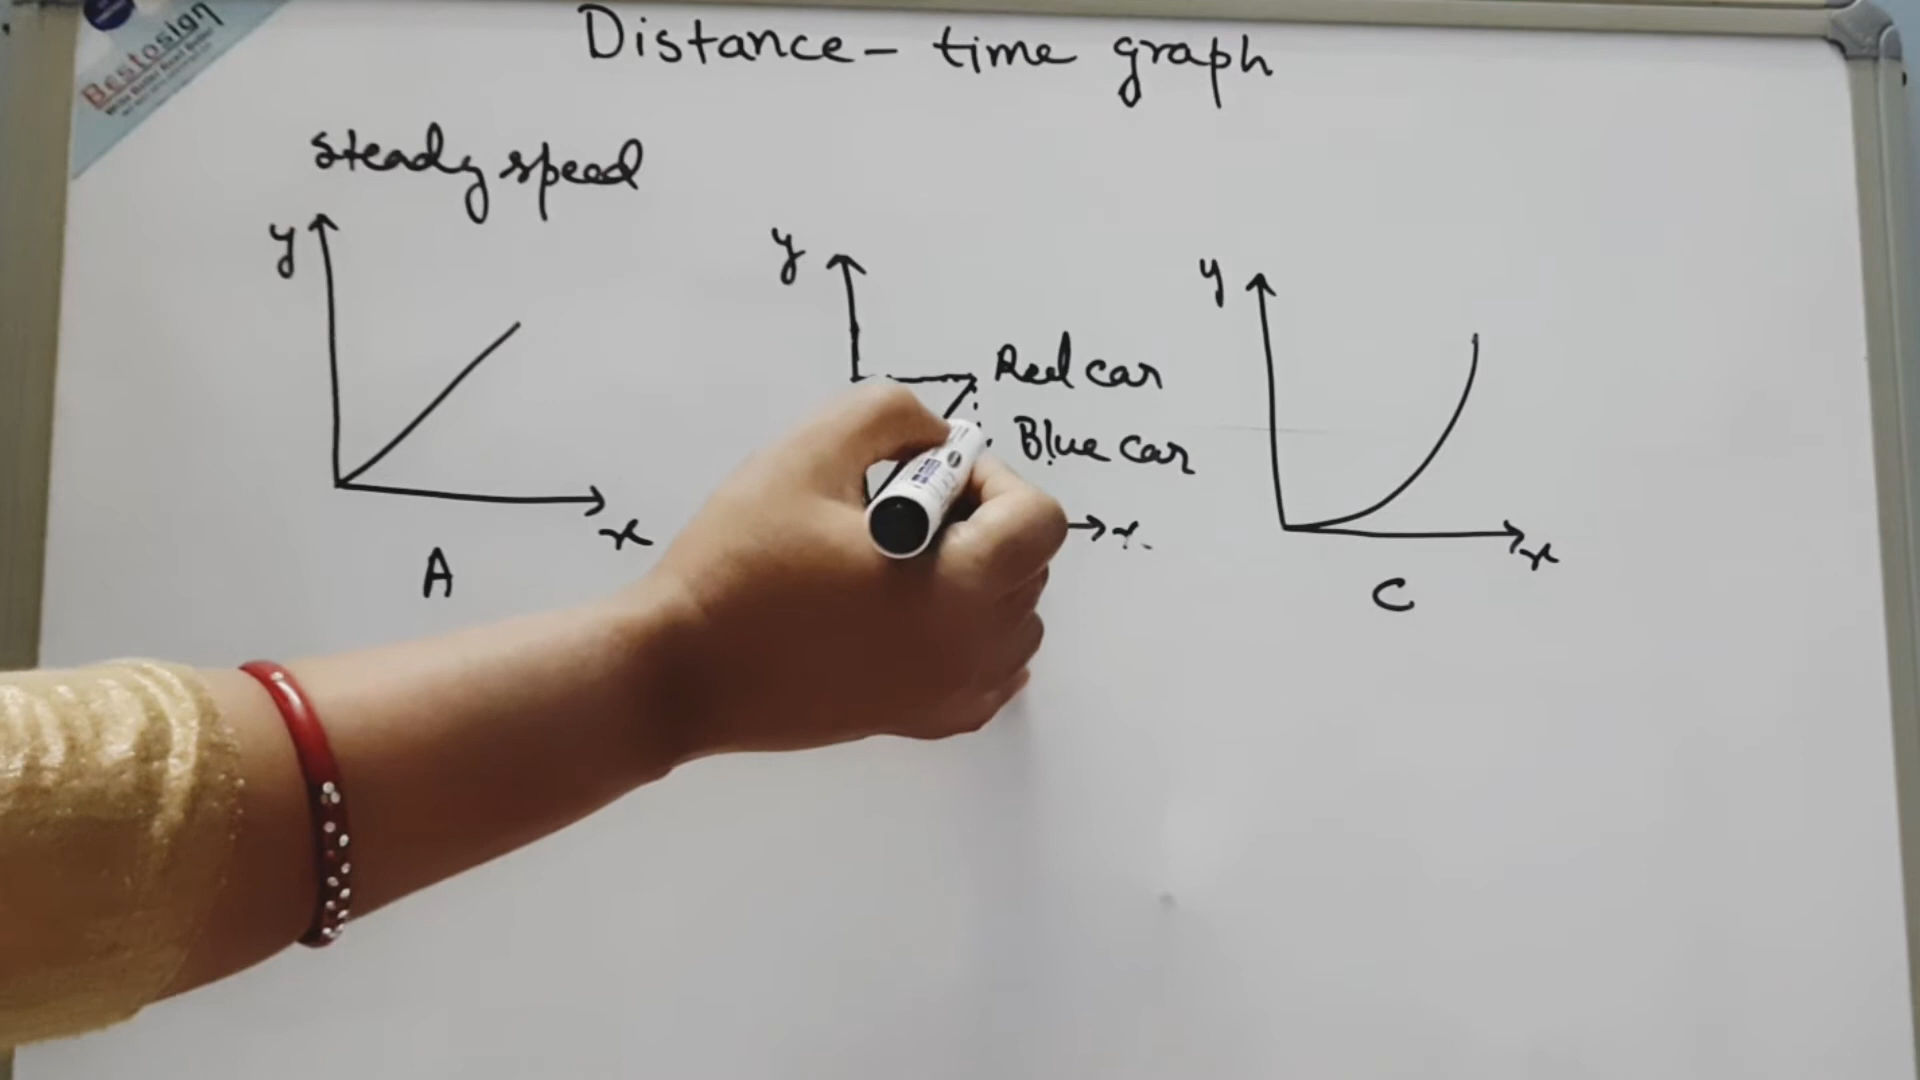 Bestosign
Distance - time graph
steady speed
y
x
A
y
Red car
Blue car
x
y
x
C